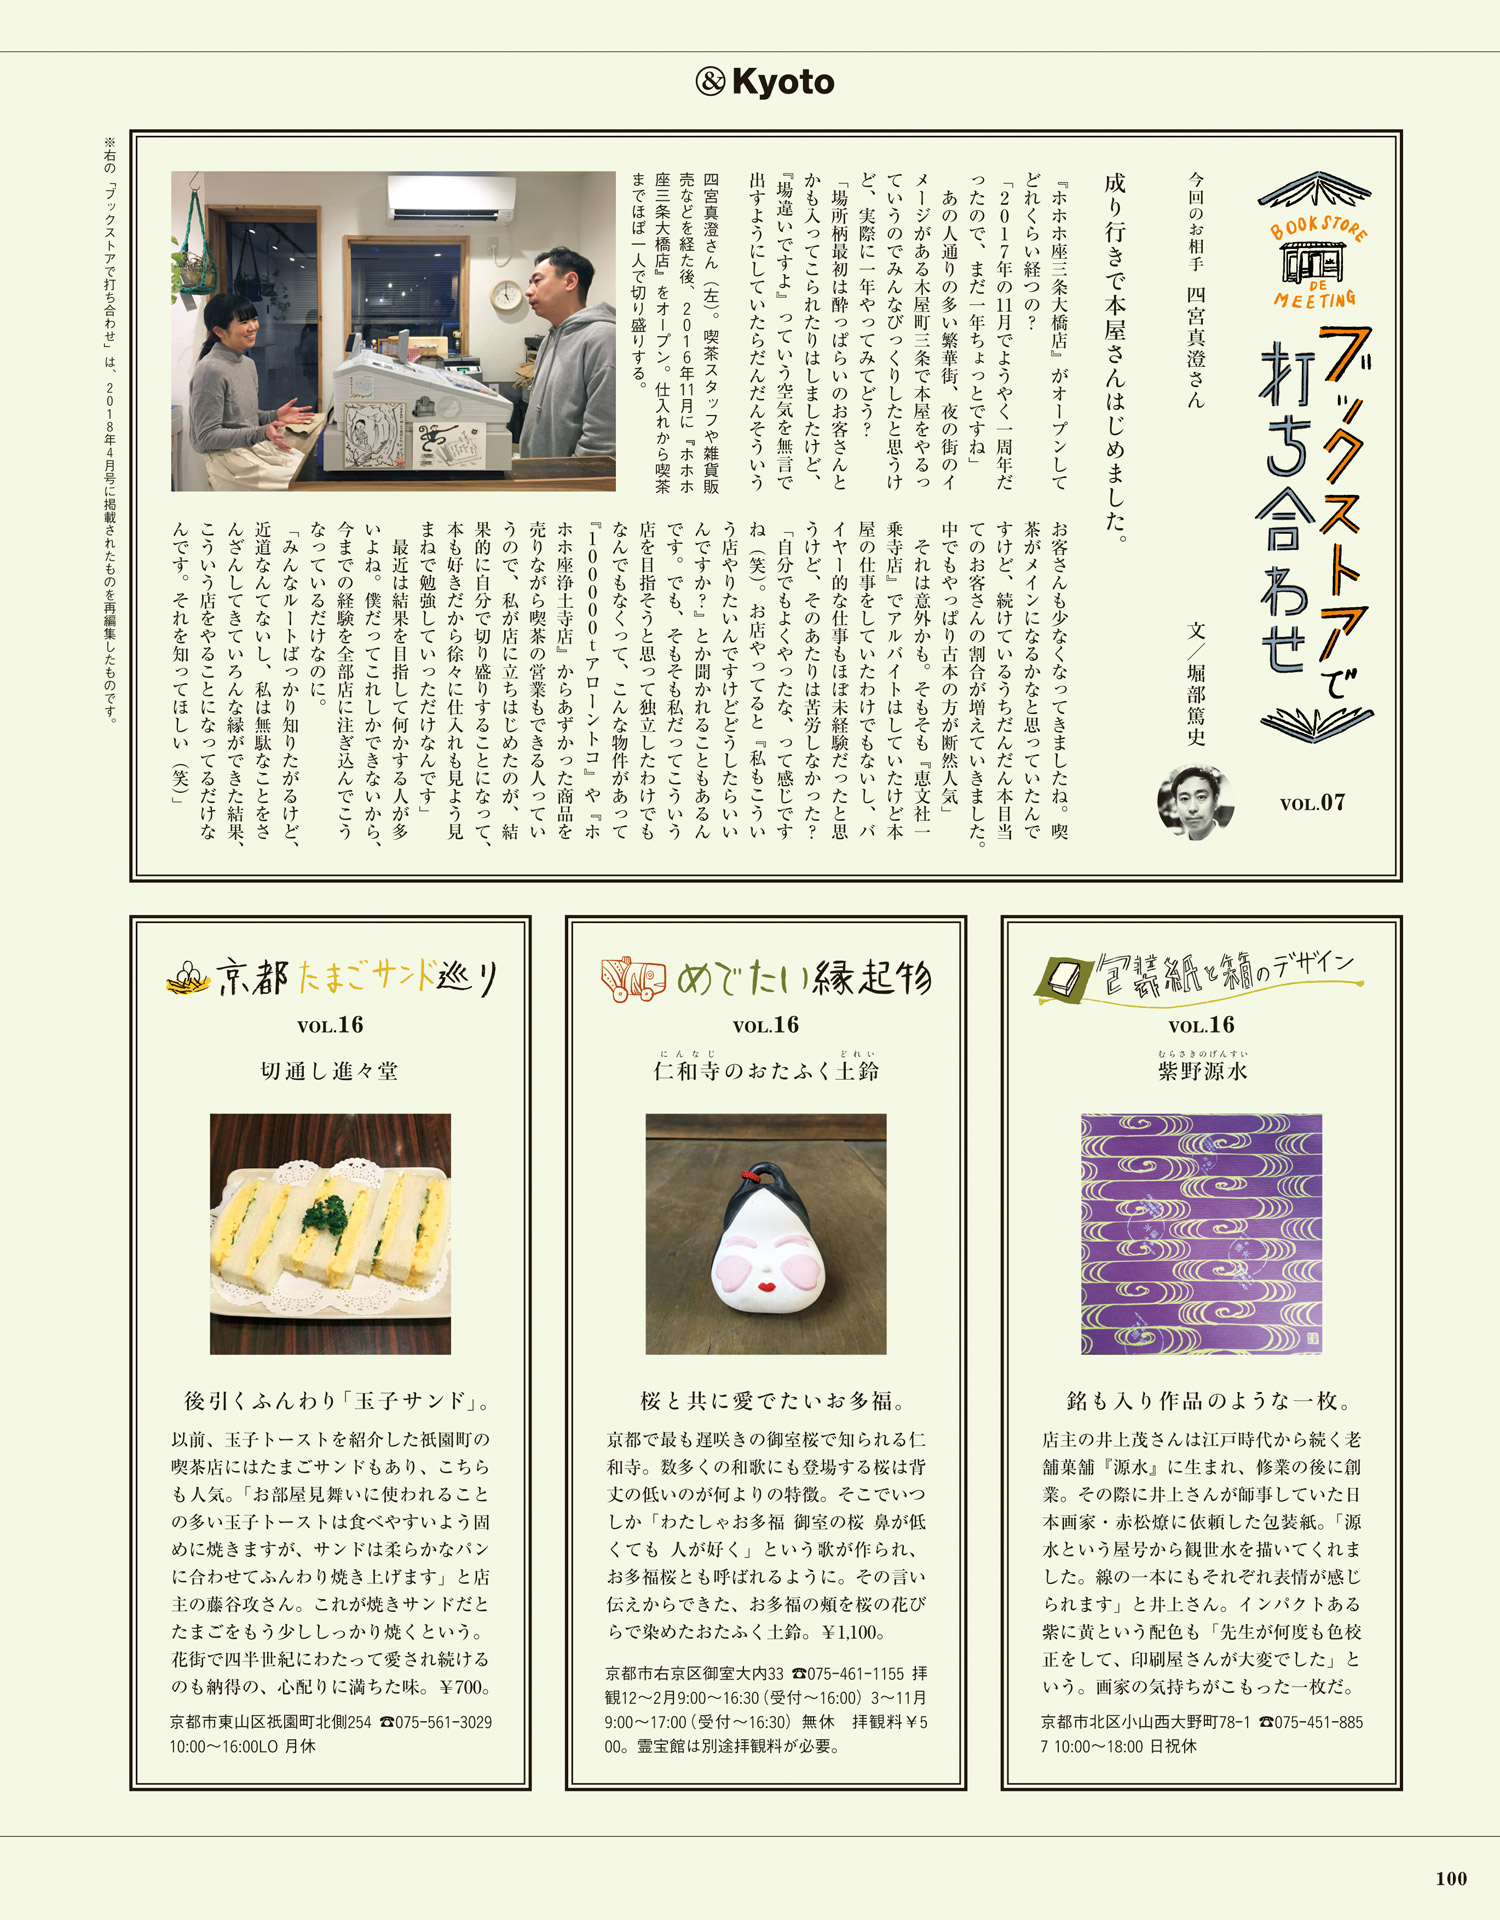 & Kyoto
BOOK STORE
DE
MEETING
ブックストアで
打ち合わせ
VOL.07
今回のお相手 四宮真澄さん
文／堀部篤史
成り行きで本屋さんはじめました。
『ホホホ座三条大橋店』がオープンして
どれくらい経つの？
「2017年の11月でようやく一周年だ
ったので、まだ一年ちょっとですね」
あの人通りの多い繁華街、夜の街のイ
メージがある木屋町三条で本屋をやるっ
ていうのでみんなびっくりしたと思うけ
ど、実際に一年やってみてどう？
「場所柄最初は酔っぱらいのお客さんと
かも入ってこられたりはしましたけど、
『場違いですよ』っていう空気を無言で
出すようにしていたらだんだんそういう
お客さんも少なくなってきましたね。喫
茶がメインになるかなと思っていたんで
すけど、続けているうちだんだん本目当
てのお客さんの割合が増えていきました。
中でもやっぱり古本の方が断然人気」
それは意外かも。そもそも『恵文社一
乗寺店』でアルバイトはしていたけど本
屋の仕事をしていたわけでもないし、バ
イヤー的な仕事もほぼ未経験だったと思
うけど、そのあたりは苦労しなかった？
「自分でもよくやったな、って感じです
ね（笑）。お店やってると『私もこうい
う店やりたいんですけどどうしたらいい
んですか？』とか聞かれることもあるん
です。でも、そもそも私だってこういう
店を目指そうと思って独立したわけでも
なんでもなくって、こんな物件があって
『100000tアローントコ』や『ホ
ホホ座浄土寺店』からあずかった商品を
売りながら喫茶の営業もできる人ってい
うので、私が店に立ちはじめたのが、結
果的に自分で切り盛りすることになって、
本も好きだから徐々に仕入れも見よう見
まねで勉強していっただけなんです」
最近は結果を目指して何かする人が多
いよね。僕だってこれしかできないから、
今までの経験を全部店に注ぎ込んでこう
なっているだけなのに。
「みんなルートばっかり知りたがるけど、
近道なんてないし、私は無駄なことをさ
んざんしてきていろんな縁ができた結果、
こういう店をやることになってるだけな
んです。それを知ってほしい（笑）」
四宮真澄さん（左）。喫茶スタッフや雑貨販
売などを経た後、2016年11月に『ホホホ
座三条大橋店』をオープン。仕入れから喫茶
までほぼ一人で切り盛りする。
※右の「ブックストアで打ち合わせ」は、2018年4月号に掲載されたものを再編集したものです。
包装紙と箱のデザイン
VOL.16
むらさきのげんすい
紫野源水
銘も入り作品のような一枚。
店主の井上茂さんは江戸時代から続く老
舗菓舗『源水』に生まれ、修業の後に創
業。その際に井上さんが師事していた日
本画家・赤松燎に依頼した包装紙。「源
水という屋号から観世水を描いてくれま
した。線の一本にもそれぞれ表情が感じ
られます」と井上さん。インパクトある
紫に黄という配色も「先生が何度も色校
正をして、印刷屋さんが大変でした」と
いう。画家の気持ちがこもった一枚だ。
京都市北区小山西大野町78-1 ☎075-451-885
7 10:00〜18:00 日祝休
めでたい縁起物
VOL.16
にんなじ どれい
仁和寺のおたふく土鈴
桜と共に愛でたいお多福。
京都で最も遅咲きの御室桜で知られる仁
和寺。数多くの和歌にも登場する桜は背
丈の低いのが何よりの特徴。そこでいつ
しか「わたしゃお多福 御室の桜 鼻が低
くても 人が好く」という歌が作られ、
お多福桜とも呼ばれるように。その言い
伝えからできた、お多福の頰を桜の花び
らで染めたおたふく土鈴。￥1,100。
京都市右京区御室大内33 ☎075-461-1155 拝
観12〜2月9:00〜16:30（受付〜16:00）3〜11月
9:00〜17:00（受付〜16:30） 無休 拝観料￥5
00。霊宝館は別途拝観料が必要。
京都たまごサンド巡り
VOL.16
切通し進々堂
後引くふんわり「玉子サンド」。
以前、玉子トーストを紹介した祇園町の
喫茶店にはたまごサンドもあり、こちら
も人気。「お部屋見舞いに使われること
の多い玉子トーストは食べやすいよう固
めに焼きますが、サンドは柔らかなパン
に合わせてふんわり焼き上げます」と店
主の藤谷攻さん。これが焼きサンドだと
たまごをもう少ししっかり焼くという。
花街で四半世紀にわたって愛され続ける
のも納得の、心配りに満ちた味。￥700。
京都市東山区祇園町北側254 ☎075-561-3029
10:00〜16:00LO 月休
100